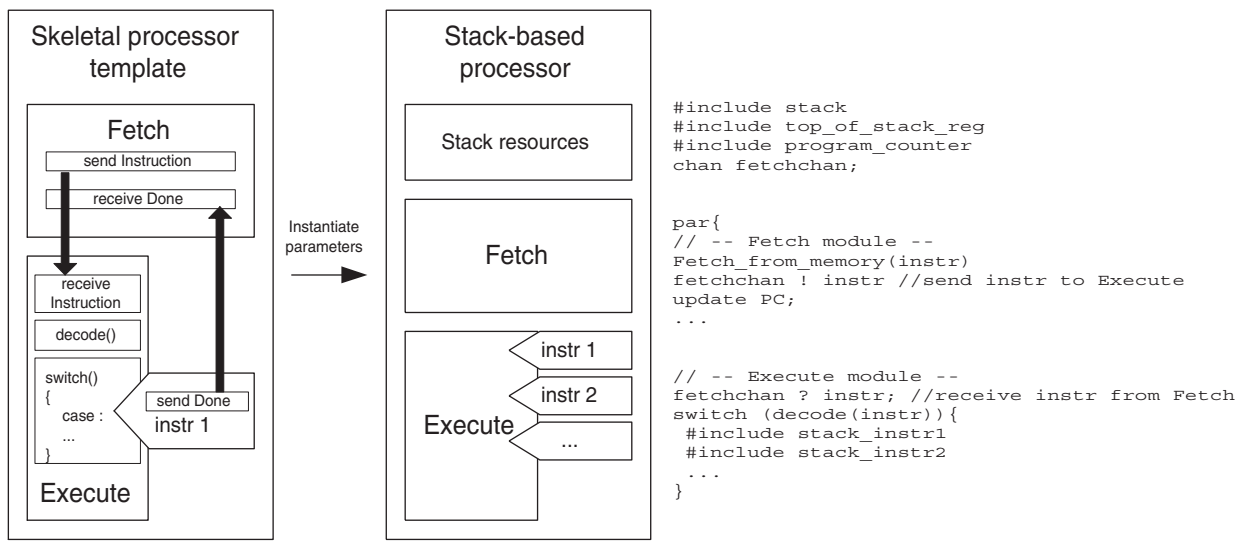 Skeletal processor
template
Fetch
send Instruction
receive Done
receive
Instruction
decode()
switch()
{
case :
...
}
send Done
instr 1
Execute
Instantiate
parameters
Stack-based
processor
Stack resources
Fetch
Execute
instr 1
instr 2
...
#include stack
#include top_of_stack_reg
#include program_counter
chan fetchchan;
par{
// -- Fetch module --
Fetch_from_memory(instr)
fetchchan ! instr //send instr to Execute
update PC;
...
// -- Execute module --
fetchchan ? instr; //receive instr from Fetch
switch (decode(instr)){
#include stack_instr1
#include stack_instr2
...
}